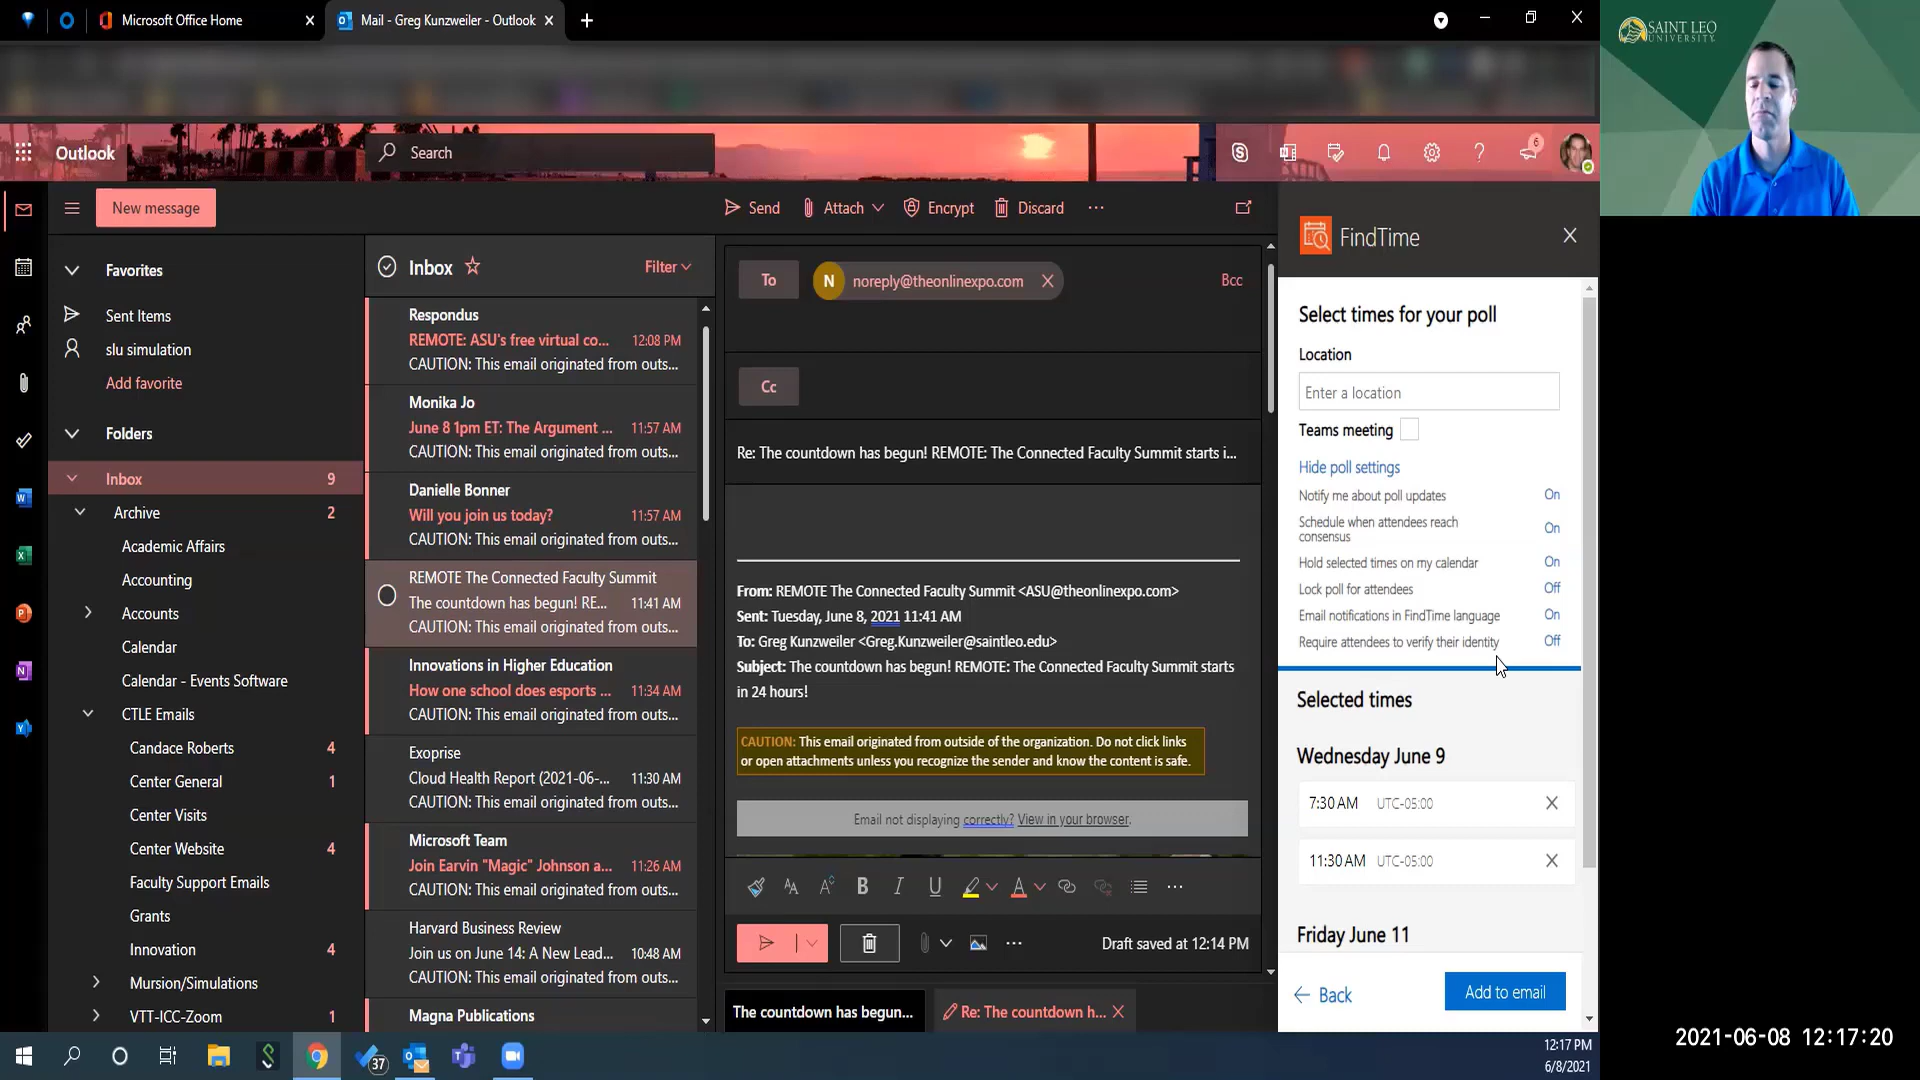 Microsoft Office Home
Mail - Greg Kunzweiler - Outlook
SAINT LEO
UNIVERSITY
Outlook
Search
6
New message
Send
Attach
Encrypt
Discard
Favorites
Sent Items
slu simulation
Add favorite
Folders
Inbox 9
Archive 2
Academic Affairs
Accounting
Accounts
Calendar
Calendar - Events Software
CTLE Emails
Candace Roberts 4
Center General 1
Center Visits
Center Website 4
Faculty Support Emails
Grants
Innovation 4
Mursion/Simulations
VTT-ICC-Zoom 1
Inbox
Filter
Respondus
REMOTE: ASU's free virtual co... 12:08 PM
CAUTION: This email originated from outs...
Monika Jo
June 8 1pm ET: The Argument ... 11:57 AM
CAUTION: This email originated from outs...
Danielle Bonner
Will you join us today? 11:57 AM
CAUTION: This email originated from outs...
REMOTE The Connected Faculty Summit
The countdown has begun! RE... 11:41 AM
CAUTION: This email originated from outs...
Innovations in Higher Education
How one school does esports ... 11:34 AM
CAUTION: This email originated from outs...
Exoprise
Cloud Health Report (2021-06-... 11:30 AM
CAUTION: This email originated from outs...
Microsoft Team
Join Earvin "Magic" Johnson a... 11:26 AM
CAUTION: This email originated from outs...
Harvard Business Review
Join us on June 14: A New Lead... 10:48 AM
CAUTION: This email originated from outs...
Magna Publications
To
N noreply@theonlinexpo.com
Bcc
Cc
Re: The countdown has begun! REMOTE: The Connected Faculty Summit starts i...
From: REMOTE The Connected Faculty Summit <ASU@theonlinexpo.com>
Sent: Tuesday, June 8, 2021 11:41 AM
To: Greg Kunzweiler <Greg.Kunzweiler@saintleo.edu>
Subject: The countdown has begun! REMOTE: The Connected Faculty Summit starts
in 24 hours!
CAUTION: This email originated from outside of the organization. Do not click links
or open attachments unless you recognize the sender and know the content is safe.
Email not displaying correctly? View in your browser.
Draft saved at 12:14 PM
The countdown has begun...
Re: The countdown h...
FindTime
Select times for your poll
Location
Enter a location
Teams meeting
Hide poll settings
Notify me about poll updates On
Schedule when attendees reach
consensus On
Hold selected times on my calendar On
Lock poll for attendees Off
Email notifications in FindTime language On
Require attendees to verify their identity Off
Selected times
Wednesday June 9
7:30 AM UTC-05:00
11:30 AM UTC-05:00
Friday June 11
Back
Add to email
37
12:17 PM
6/8/2021
2021-06-08 12:17:20